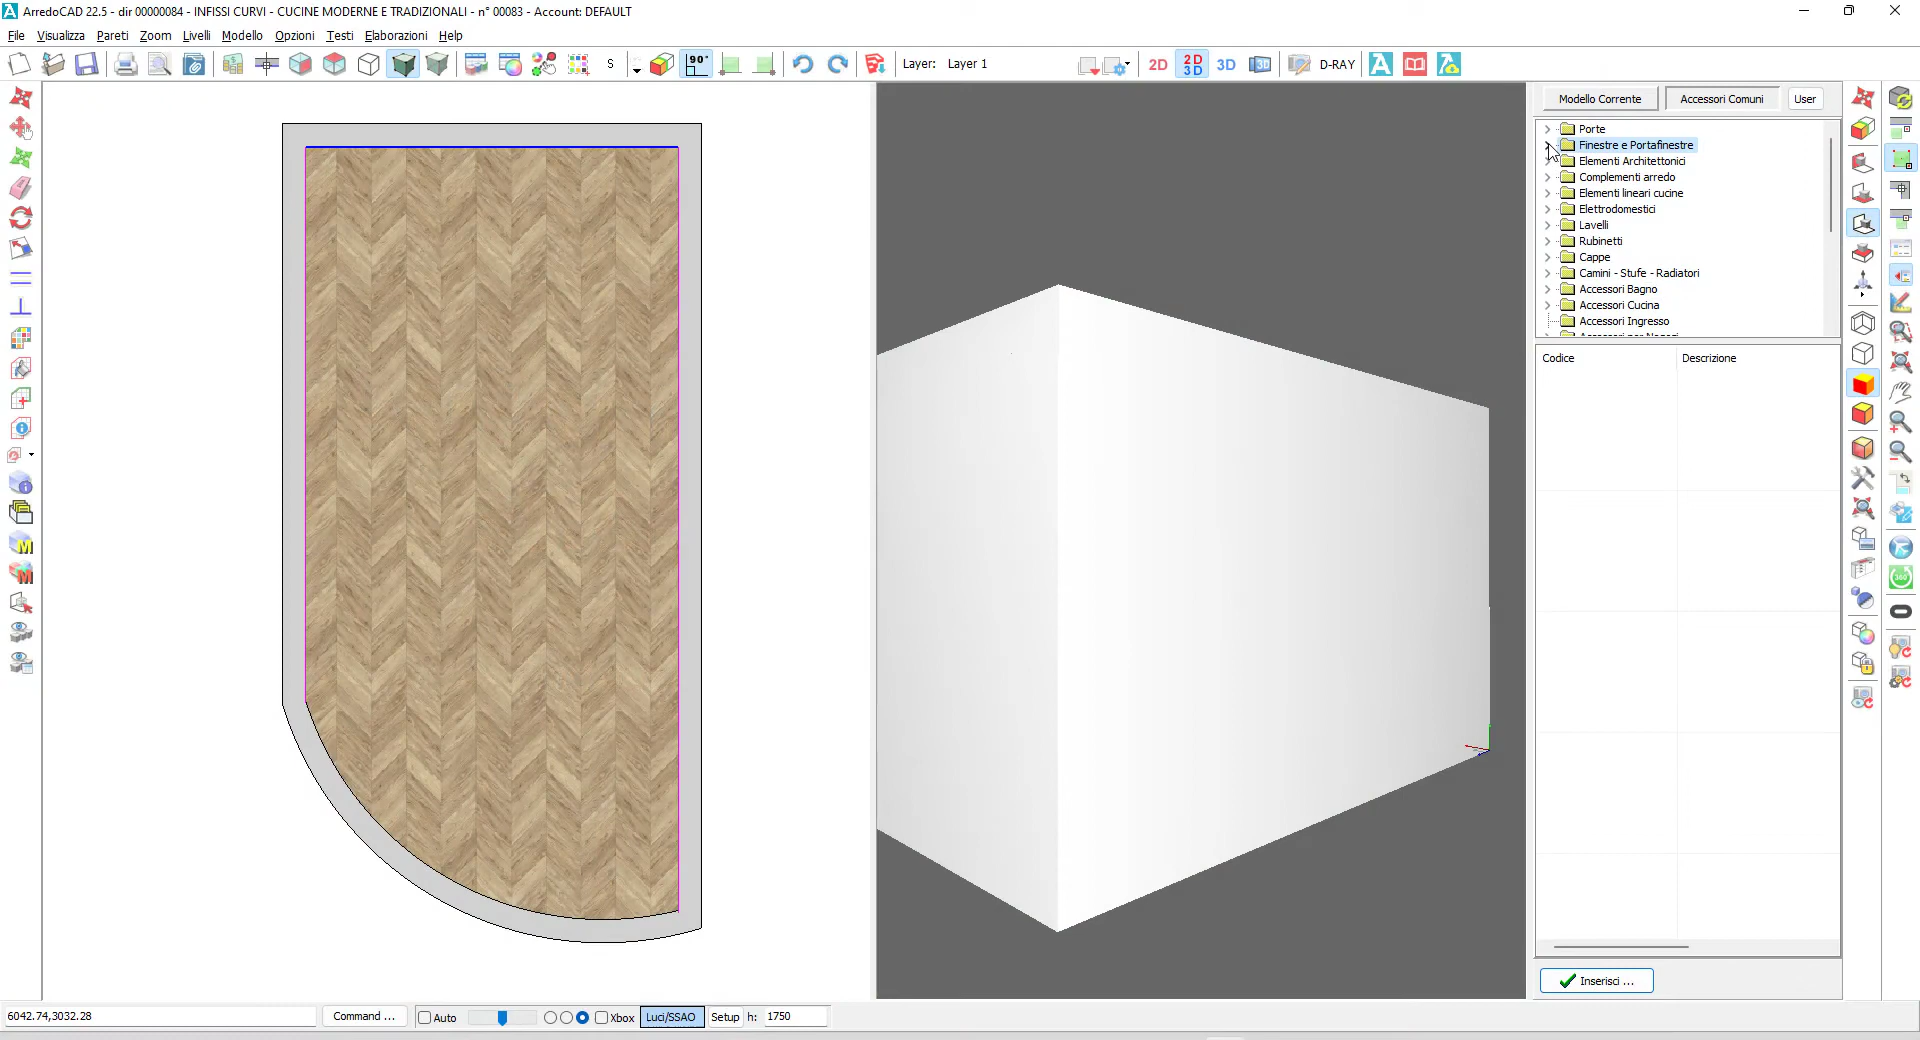 ArredoCAD 22.5 - dir 00000084 - INFISSI CURVI - CUCINE MODERNE E TRADIZIONALI - n° 00083 - Account: DEFAULT
File Visualizza Pareti Zoom Livelli Modello Opzioni Testi Elaborazioni Help
S 90° Layer: Layer 1 2D 2D 3D 3D D-RAY
Modello Corrente Accessori Comuni User
Porte
Finestre e Portafinestre
Elementi Architettonici
Complementi arredo
Elementi lineari cucine
Elettrodomestici
Lavelli
Rubinetti
Cappe
Camini - Stufe - Radiatori
Accessori Bagno
Accessori Cucina
Accessori Ingresso
Codice Descrizione
Inserisci ...
6042.74,3032.28 Command ... Auto Xbox Luci/SSAO Setup h: 1750